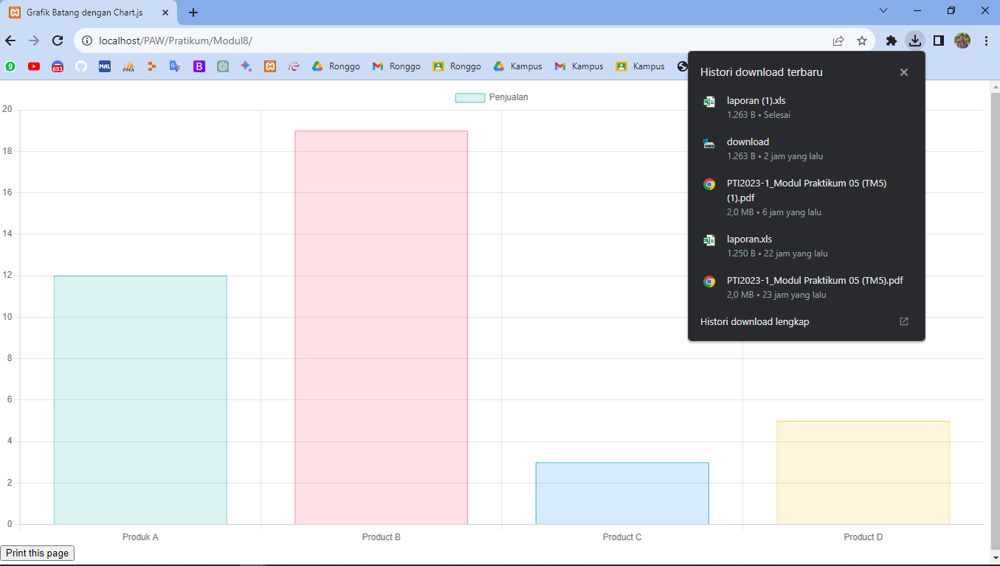 Grafik Batang dengan Chart.js
localhost/PAW/Pratikum/Modul8/
9
693
MAL
PMA
B
Ronggo
Ronggo
Ronggo
Kampus
Kampus
Kampus
Histori download terbaru
laporan (1).xls
1.263 B • Selesai
download
1.263 B • 2 jam yang lalu
PTI2023-1_Modul Praktikum 05 (TM5)
(1).pdf
2,0 MB • 6 jam yang lalu
laporan.xls
1.250 B • 22 jam yang lalu
PTI2023-1_Modul Praktikum 05 (TM5).pdf
2,0 MB • 23 jam yang lalu
Histori download lengkap
Penjualan
20
18
16
14
12
10
8
6
4
2
0
Produk A
Product B
Product C
Product D
Print this page